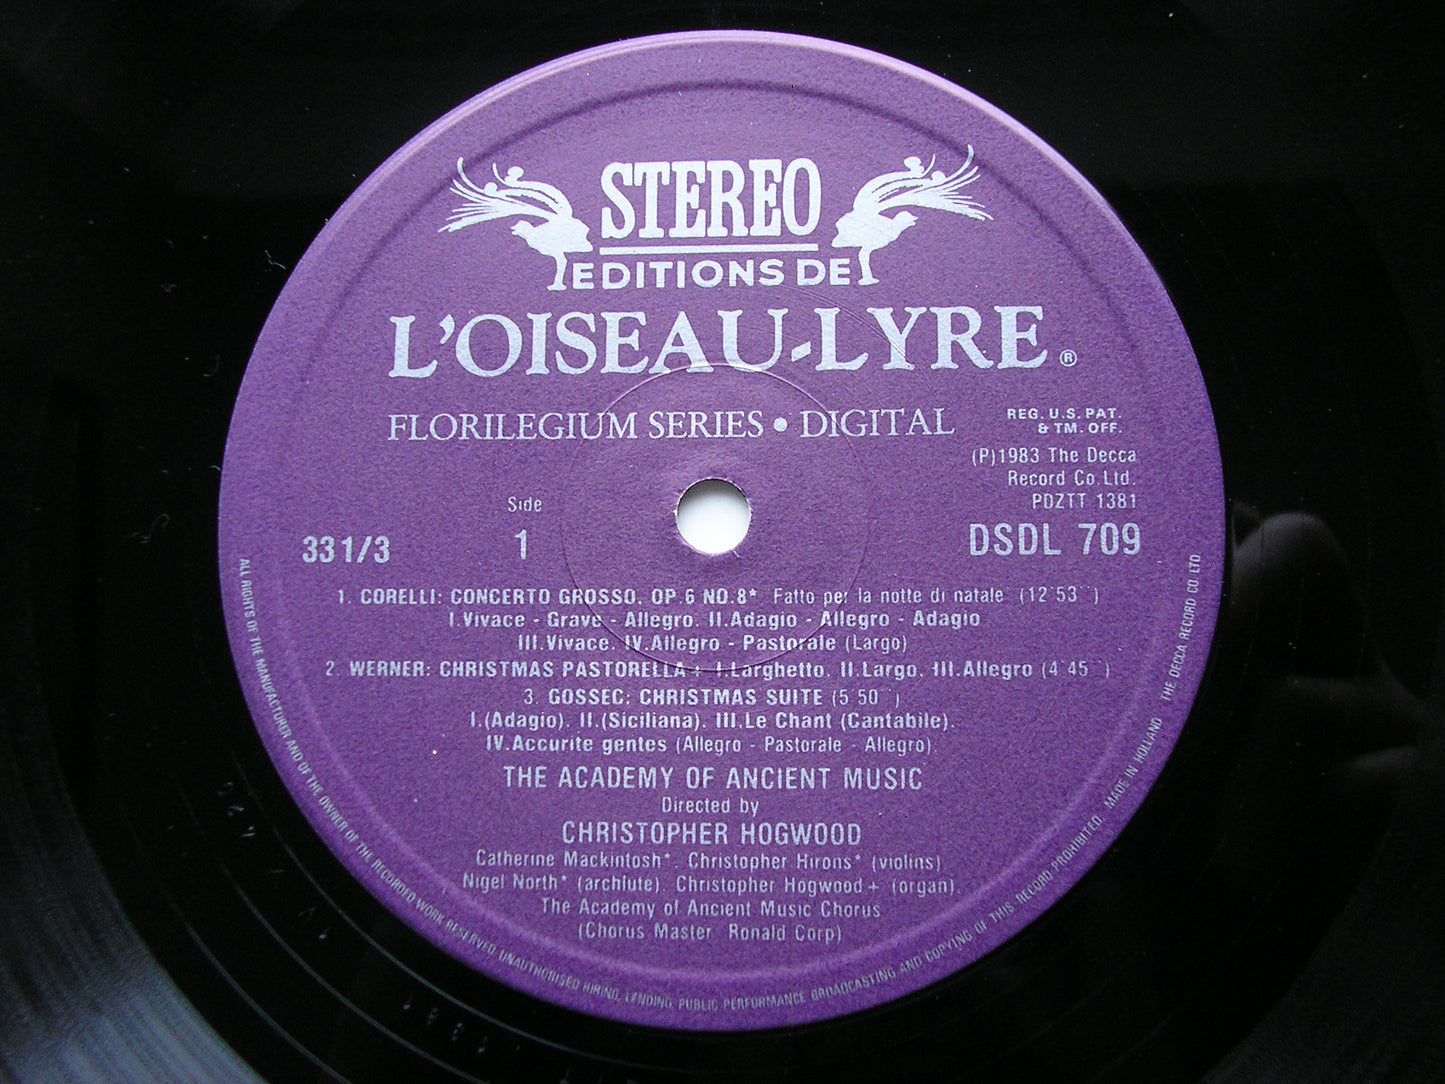 STEREO
EDITIONS DE
L'OISEAU-LYRE ®
FLORILEGIUM SERIES • DIGITAL
REG. U.S. PAT.
& TM. OFF.
(P)1983 The Decca
Record Co. Ltd.
PDZTT 1381
Side
33 1/3 1 DSDL 709
1. CORELLI: CONCERTO GROSSO, OP.6 NO.8* Fatto per la notte di natale (12'53'')
I.Vivace - Grave - Allegro. II.Adagio - Allegro - Adagio
III.Vivace. IV.Allegro - Pastorale (Largo)
2. WERNER: CHRISTMAS PASTORELLA+ I.Larghetto. II.Largo. III.Allegro (4'45'')
3. GOSSEC: CHRISTMAS SUITE (5'50'')
I.(Adagio). II.(Siciliana). III.Le Chant (Cantabile).
IV.Accurite gentes (Allegro - Pastorale - Allegro).
THE ACADEMY OF ANCIENT MUSIC
Directed by
CHRISTOPHER HOGWOOD
Catherine Mackintosh*, Christopher Hirons* (violins)
Nigel North* (archlute), Christopher Hogwood+ (organ).
The Academy of Ancient Music Chorus
(Chorus Master Ronald Corp)
ALL RIGHTS OF THE MANUFACTURER AND OF THE OWNER OF THE RECORDED WORK RESERVED. UNAUTHORISED HIRING, LENDING, PUBLIC PERFORMANCE BROADCASTING AND COPYING OF THIS RECORD PROHIBITED. MADE IN HOLLAND THE DECCA RECORD CO LTD